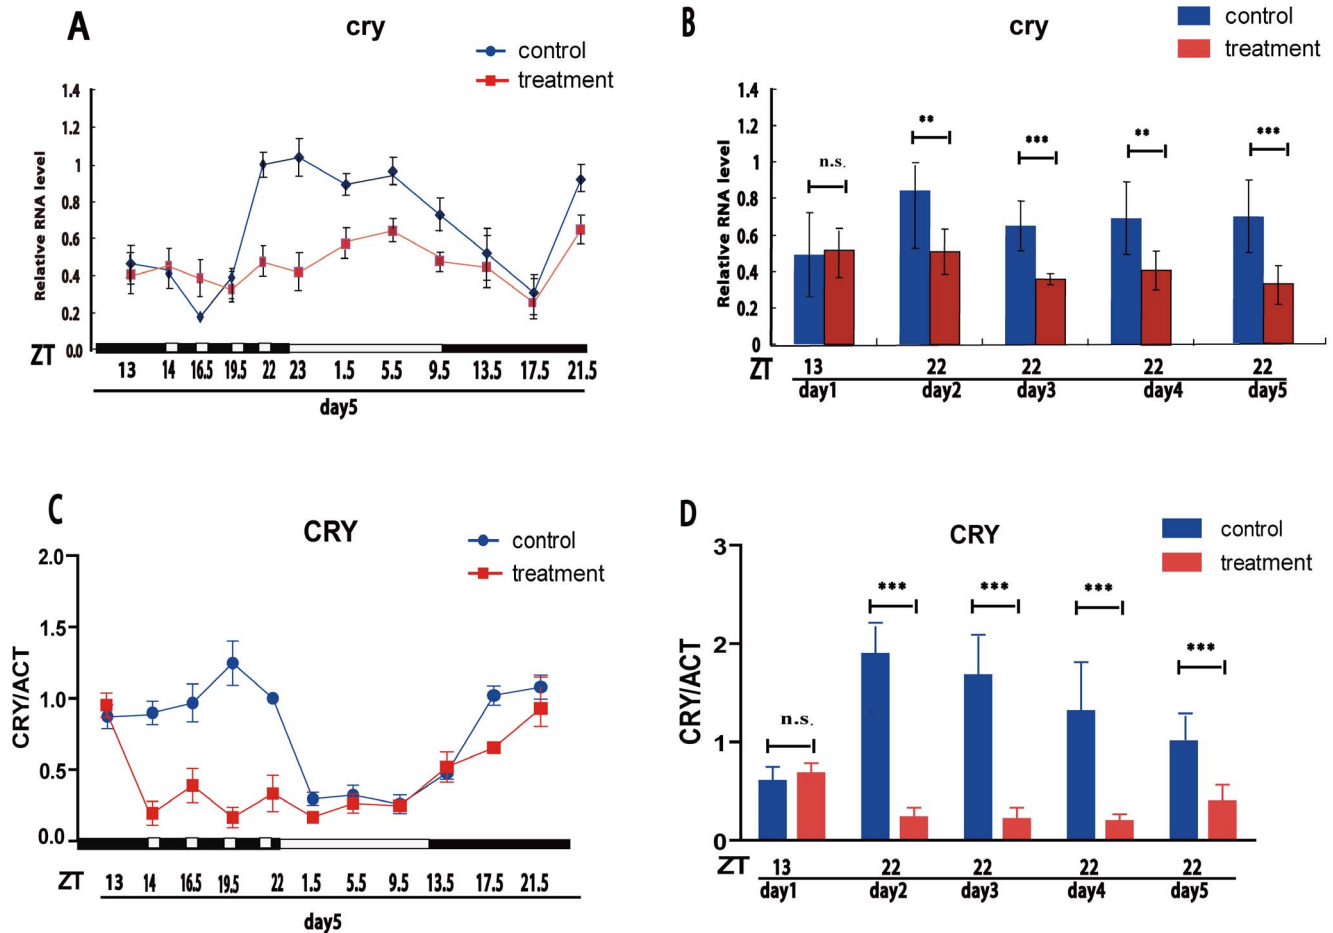 A
cry
control
treatment
Relative RNA level
1.4
1.2
1
0.8
0.6
0.4
0.2
0.0
ZT
13 14 16.5 19.5 22 23 1.5 5.5 9.5 13.5 17.5 21.5
day5
B
cry
control
treatment
Relative RNA level
1.4
1.2
1
0.8
0.6
0.4
0.2
0
n.s. ** *** ** ***
ZT 13 22 22 22 22
day1 day2 day3 day4 day5
C
CRY
control
treatment
CRY/ACT
2.0
1.5
1.0
0.5
0.0
ZT 13 14 16.5 19.5 22 1.5 5.5 9.5 13.5 17.5 21.5
day5
D
CRY
control
treatment
CRY/ACT
3
2
1
0
n.s. *** *** *** ***
ZT 13 22 22 22 22
day1 day2 day3 day4 day5